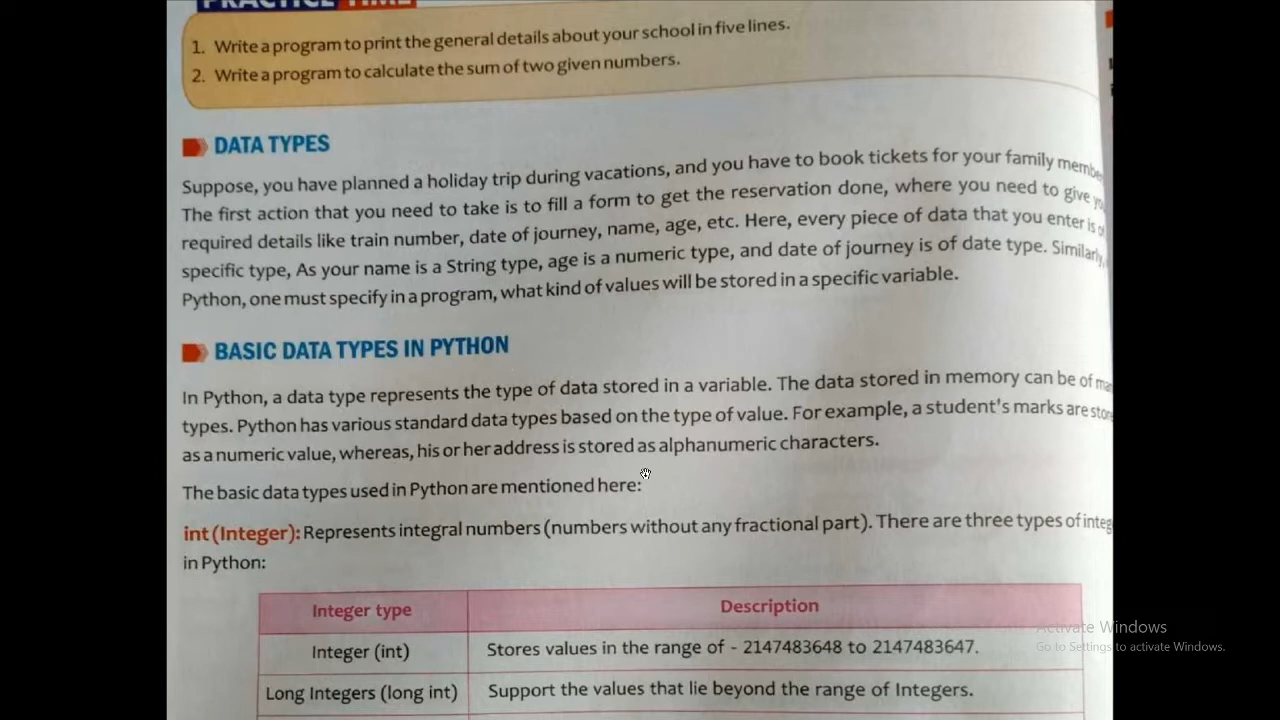 PRACTICE TIME
1. Write a program to print the general details about your school in five lines.
2. Write a program to calculate the sum of two given numbers.
DATA TYPES
Suppose, you have planned a holiday trip during vacations, and you have to book tickets for your family
The first action that you need to take is to fill a form to get the reservation done, where you need to give
required details like train number, date of journey, name, age, etc. Here, every piece of data that you enter is
specific type, As your name is a String type, age is a numeric type, and date of journey is of date type. Similarly,
Python, one must specify in a program, what kind of values will be stored in a specific variable.
BASIC DATA TYPES IN PYTHON
In Python, a data type represents the type of data stored in a variable. The data stored in memory can be of
types. Python has various standard data types based on the type of value. For example, a student's marks are
as a numeric value, whereas, his or her address is stored as alphanumeric characters.
The basic data types used in Python are mentioned here:
int (Integer): Represents integral numbers (numbers without any fractional part). There are three types of
in Python:
Integer type Description
Integer (int) Stores values in the range of - 2147483648 to 2147483647.
Long Integers (long int) Support the values that lie beyond the range of Integers.
Activate Windows
Go to Settings to activate Windows.